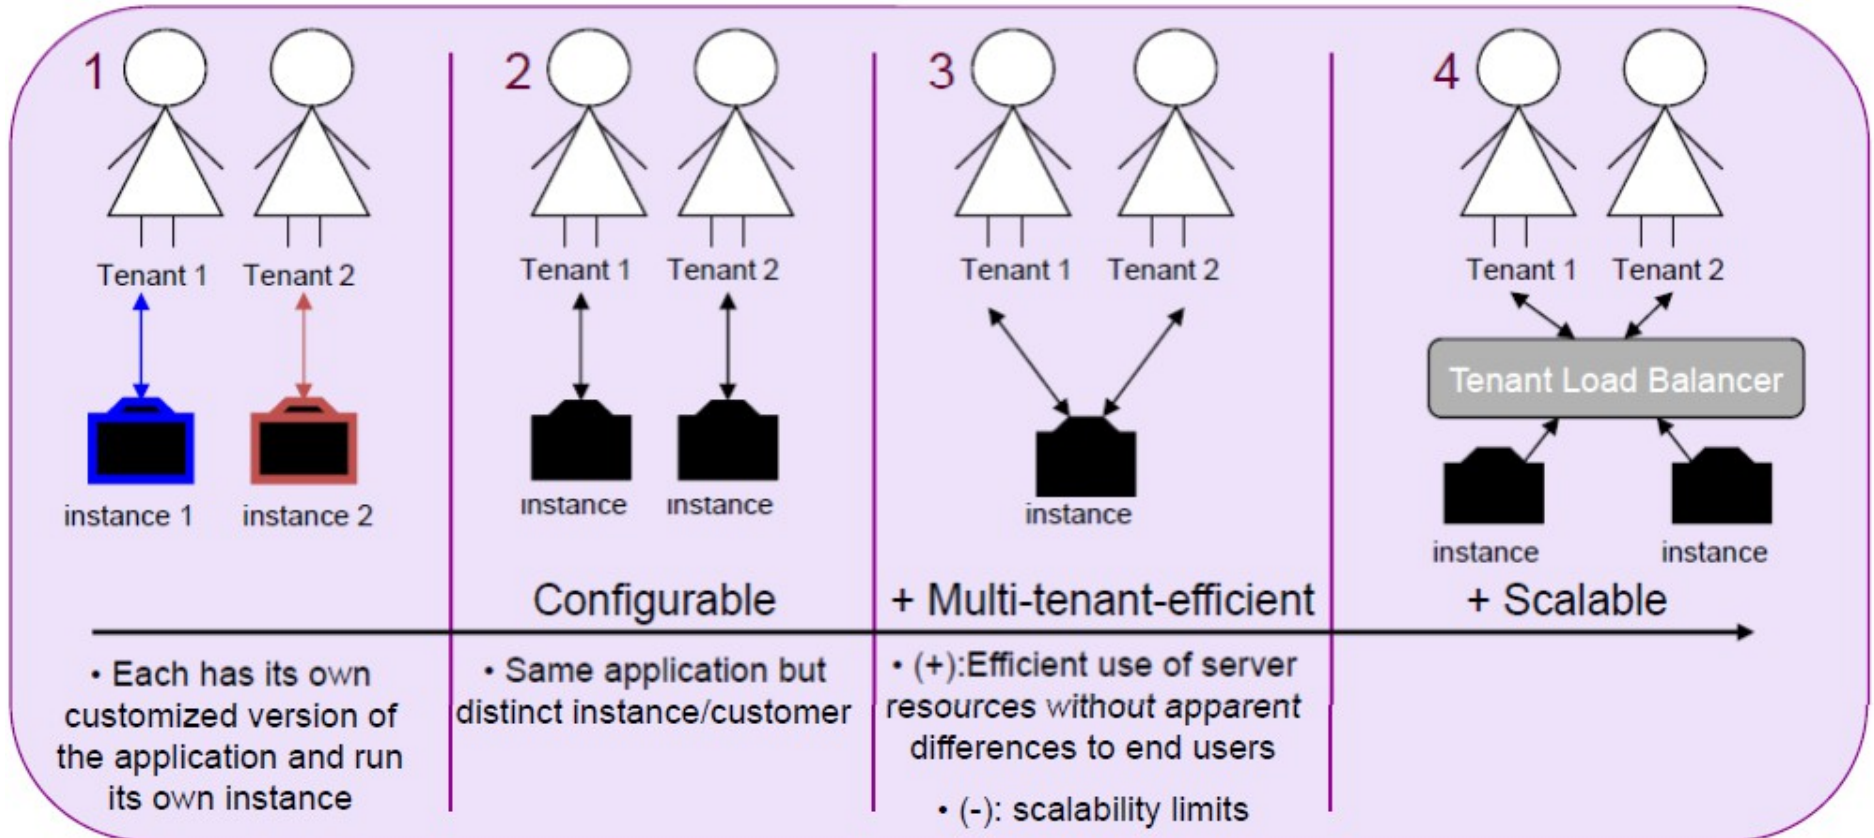 1
Tenant 1 Tenant 2
instance 1 instance 2
• Each has its own
customized version of
the application and run
its own instance
2
Tenant 1 Tenant 2
instance instance
Configurable
• Same application but
distinct instance/customer
3
Tenant 1 Tenant 2
instance
+ Multi-tenant-efficient
• (+):Efficient use of server
resources without apparent
differences to end users
• (-): scalability limits
4
Tenant 1 Tenant 2
Tenant Load Balancer
instance instance
+ Scalable